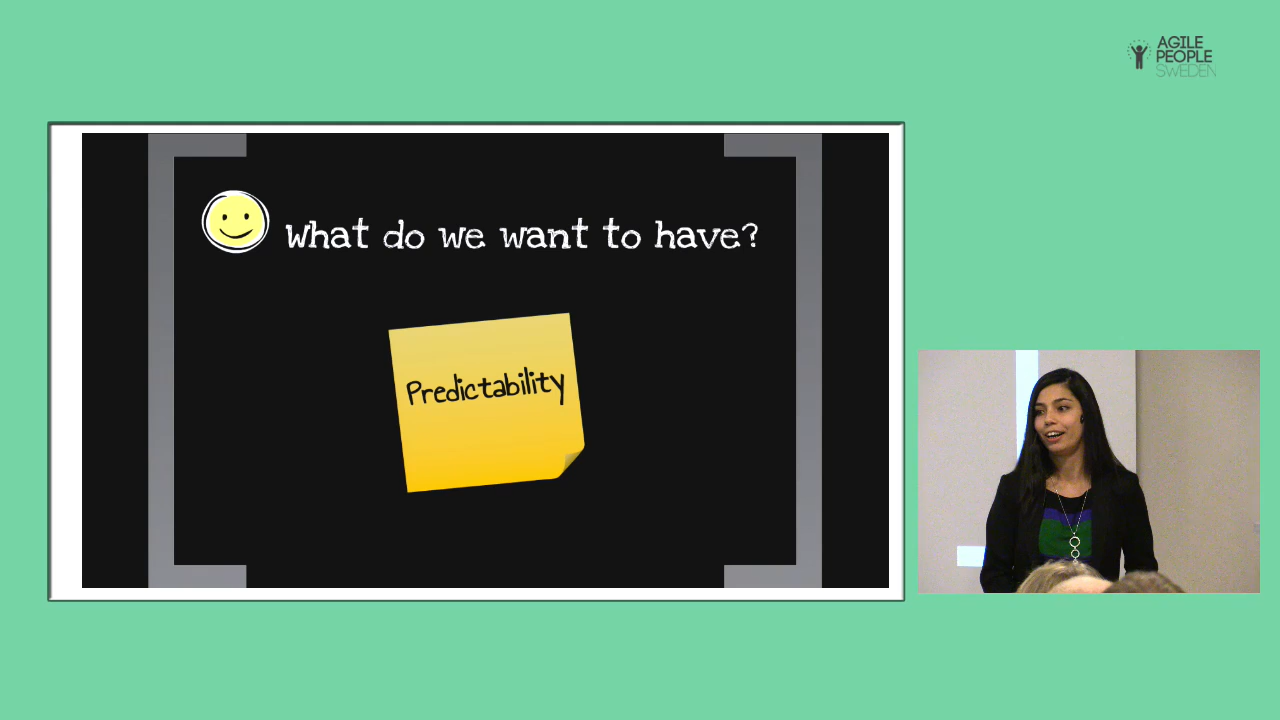 AGILE
PEOPLE
SWEDEN
What do we want to have?
Predictability